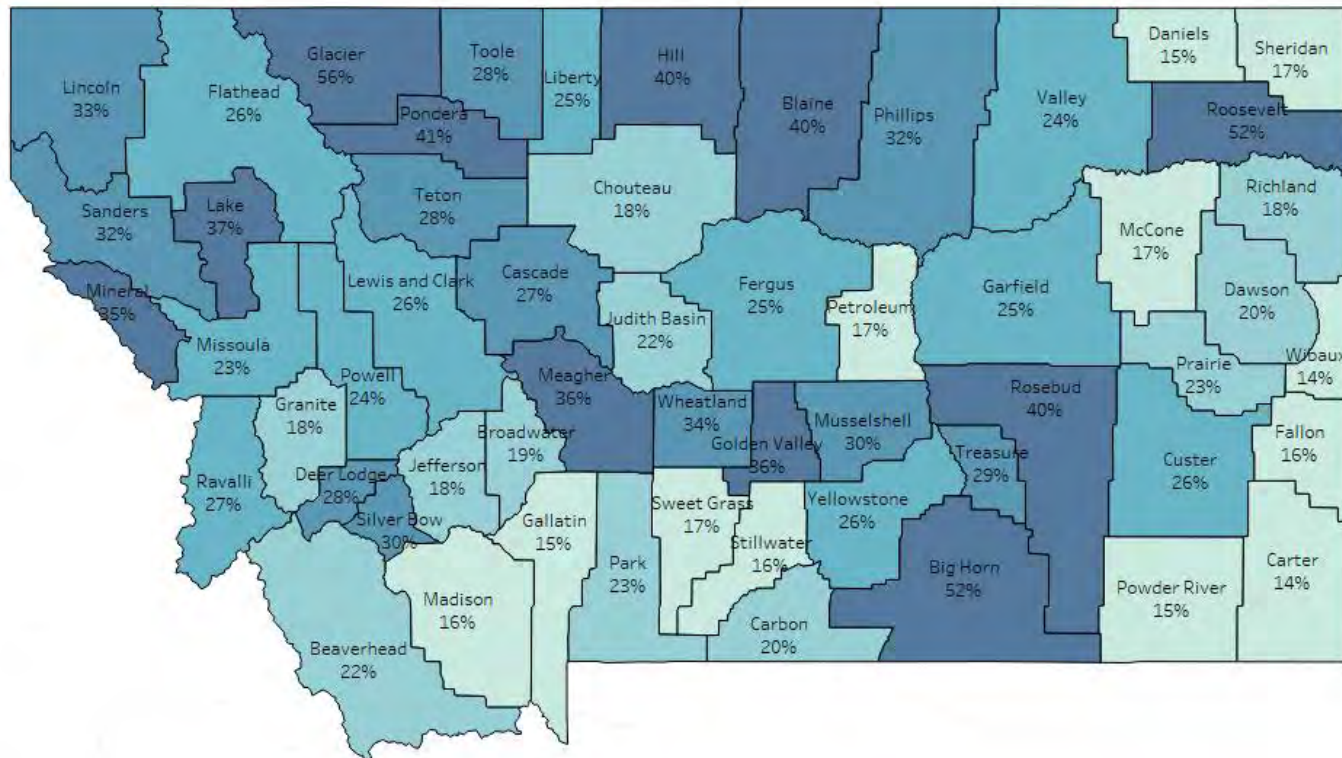 Daniels
15%
Sheridan
17%
Glacier
56%
Toole
28%
Liberty
25%
Hill
40%
Lincoln
33%
Flathead
26%
Blaine
40%
Phillips
32%
Valley
24%
Roosevelt
52%
Pondera
41%
Chouteau
18%
Richland
18%
Teton
28%
Sanders
32%
Lake
37%
McCone
17%
Cascade
27%
Lewis and Clark
26%
Fergus
25%
Garfield
25%
Dawson
20%
Mineral
35%
Petroleum
17%
Judith Basin
22%
Missoula
23%
Prairie
23%
Wibaux
14%
Powell
24%
Meagher
36%
Rosebud
40%
Granite
18%
Wheatland
34%
Musselshell
30%
Fallon
16%
Broadwater
19%
Golden Valley
36%
Treasure
29%
Custer
26%
Jefferson
18%
Deer Lodge
28%
Ravalli
27%
Yellowstone
26%
Sweet Grass
17%
Silver Bow
30%
Gallatin
15%
Stillwater
16%
Park
23%
Big Horn
52%
Carter
14%
Powder River
15%
Madison
16%
Carbon
20%
Beaverhead
22%